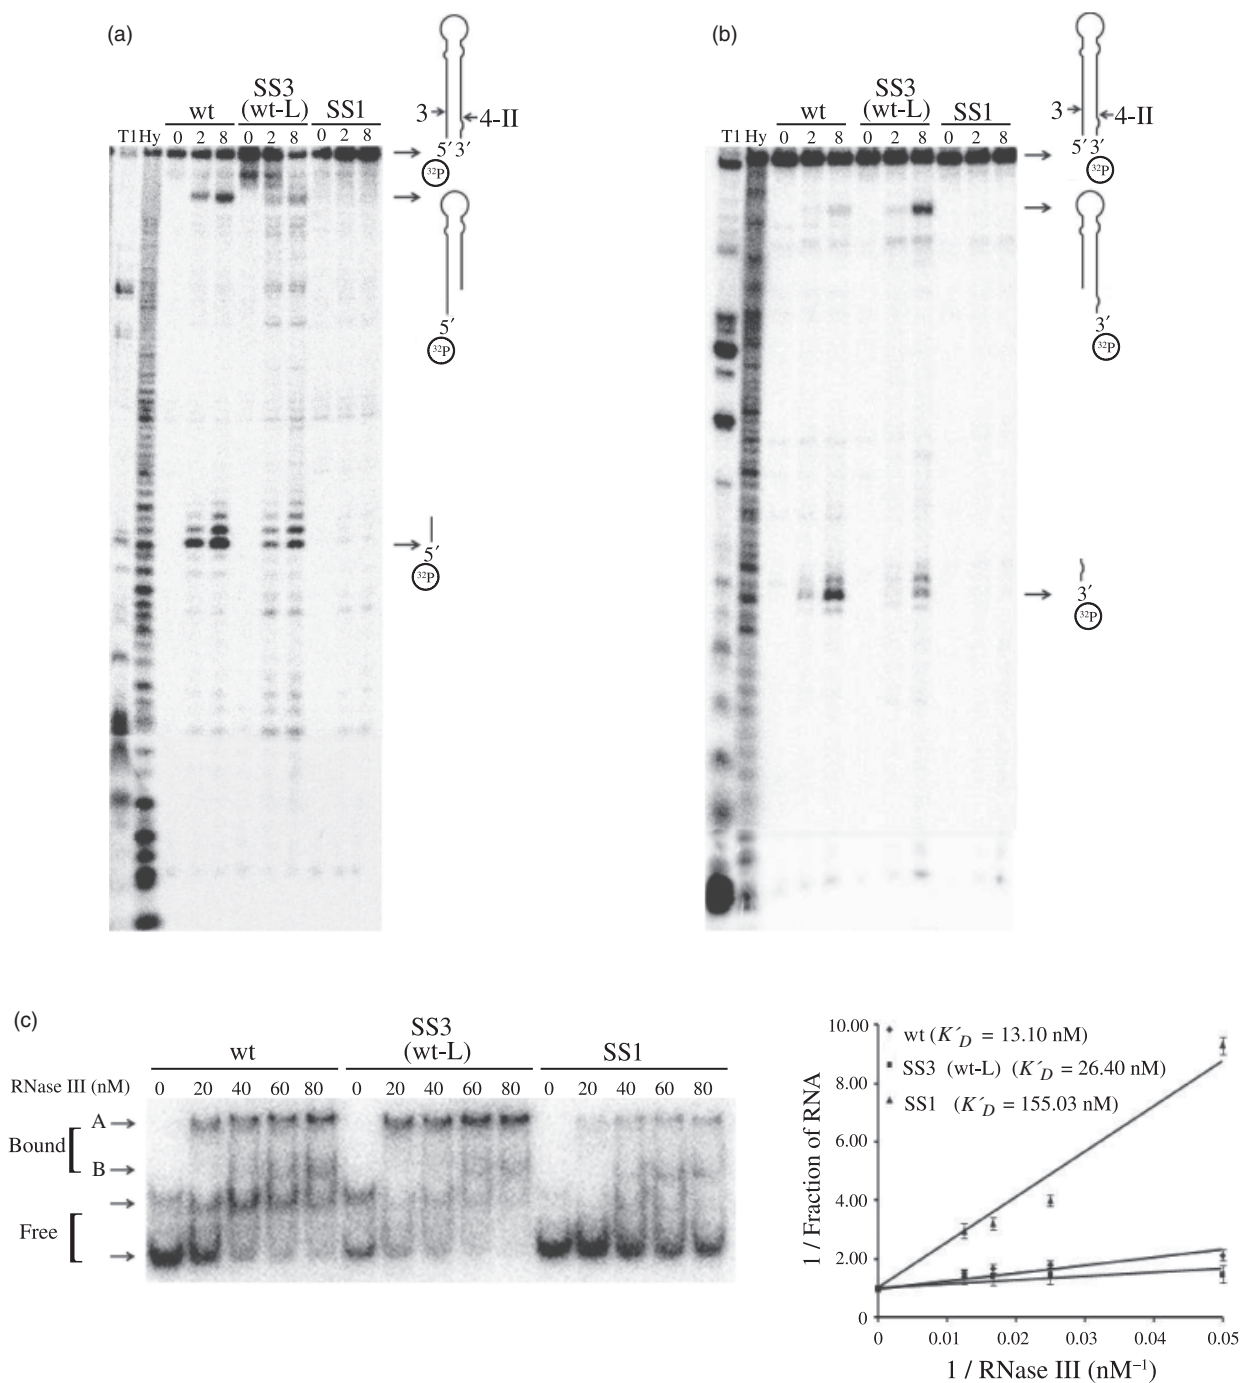 (a)
SS3
wt (wt-L) SS1
T1 Hy 0 2 8 0 2 8 0 2 8
3 4-II
5′ 3′
32P
5′
32P
5′
32P
(b)
SS3
wt (wt-L) SS1
T1 Hy 0 2 8 0 2 8 0 2 8
3 4-II
5′ 3′
32P
3′
32P
3′
32P
(c)
SS3
wt (wt-L) SS1
RNase III (nM) 0 20 40 60 80 0 20 40 60 80 0 20 40 60 80
A
Bound
B
Free
1 / Fraction of RNA
10.00
8.00
6.00
4.00
2.00
0
wt (K′D = 13.10 nM)
SS3 (wt-L) (K′D = 26.40 nM)
SS1 (K′D = 155.03 nM)
0 0.01 0.02 0.03 0.04 0.05
1 / RNase III (nM−1)